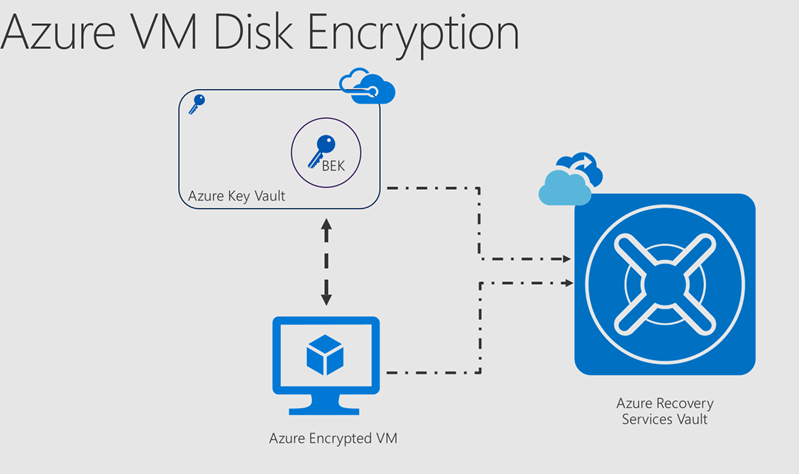 Azure VM Disk Encryption
BEK
Azure Key Vault
Azure Recovery
Services Vault
Azure Encrypted VM